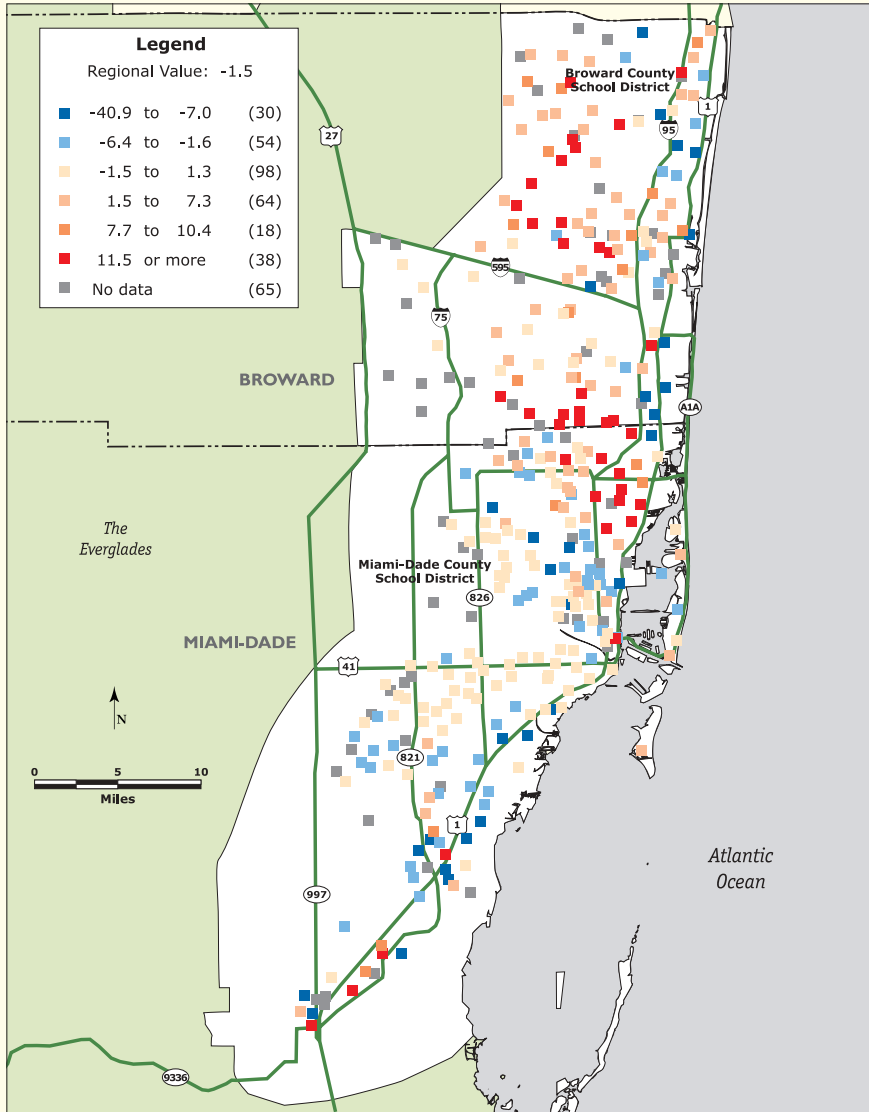 Legend
Regional Value: -1.5
-40.9 to -7.0 (30)
-6.4 to -1.6 (54)
-1.5 to 1.3 (98)
1.5 to 7.3 (64)
7.7 to 10.4 (18)
11.5 or more (38)
No data (65)
Broward County
School District
1
27
95
595
75
BROWARD
A1A
The
Everglades
Miami-Dade County
School District
826
MIAMI-DADE
41
N
821
0 5 10
Miles
1
Atlantic
Ocean
997
9336